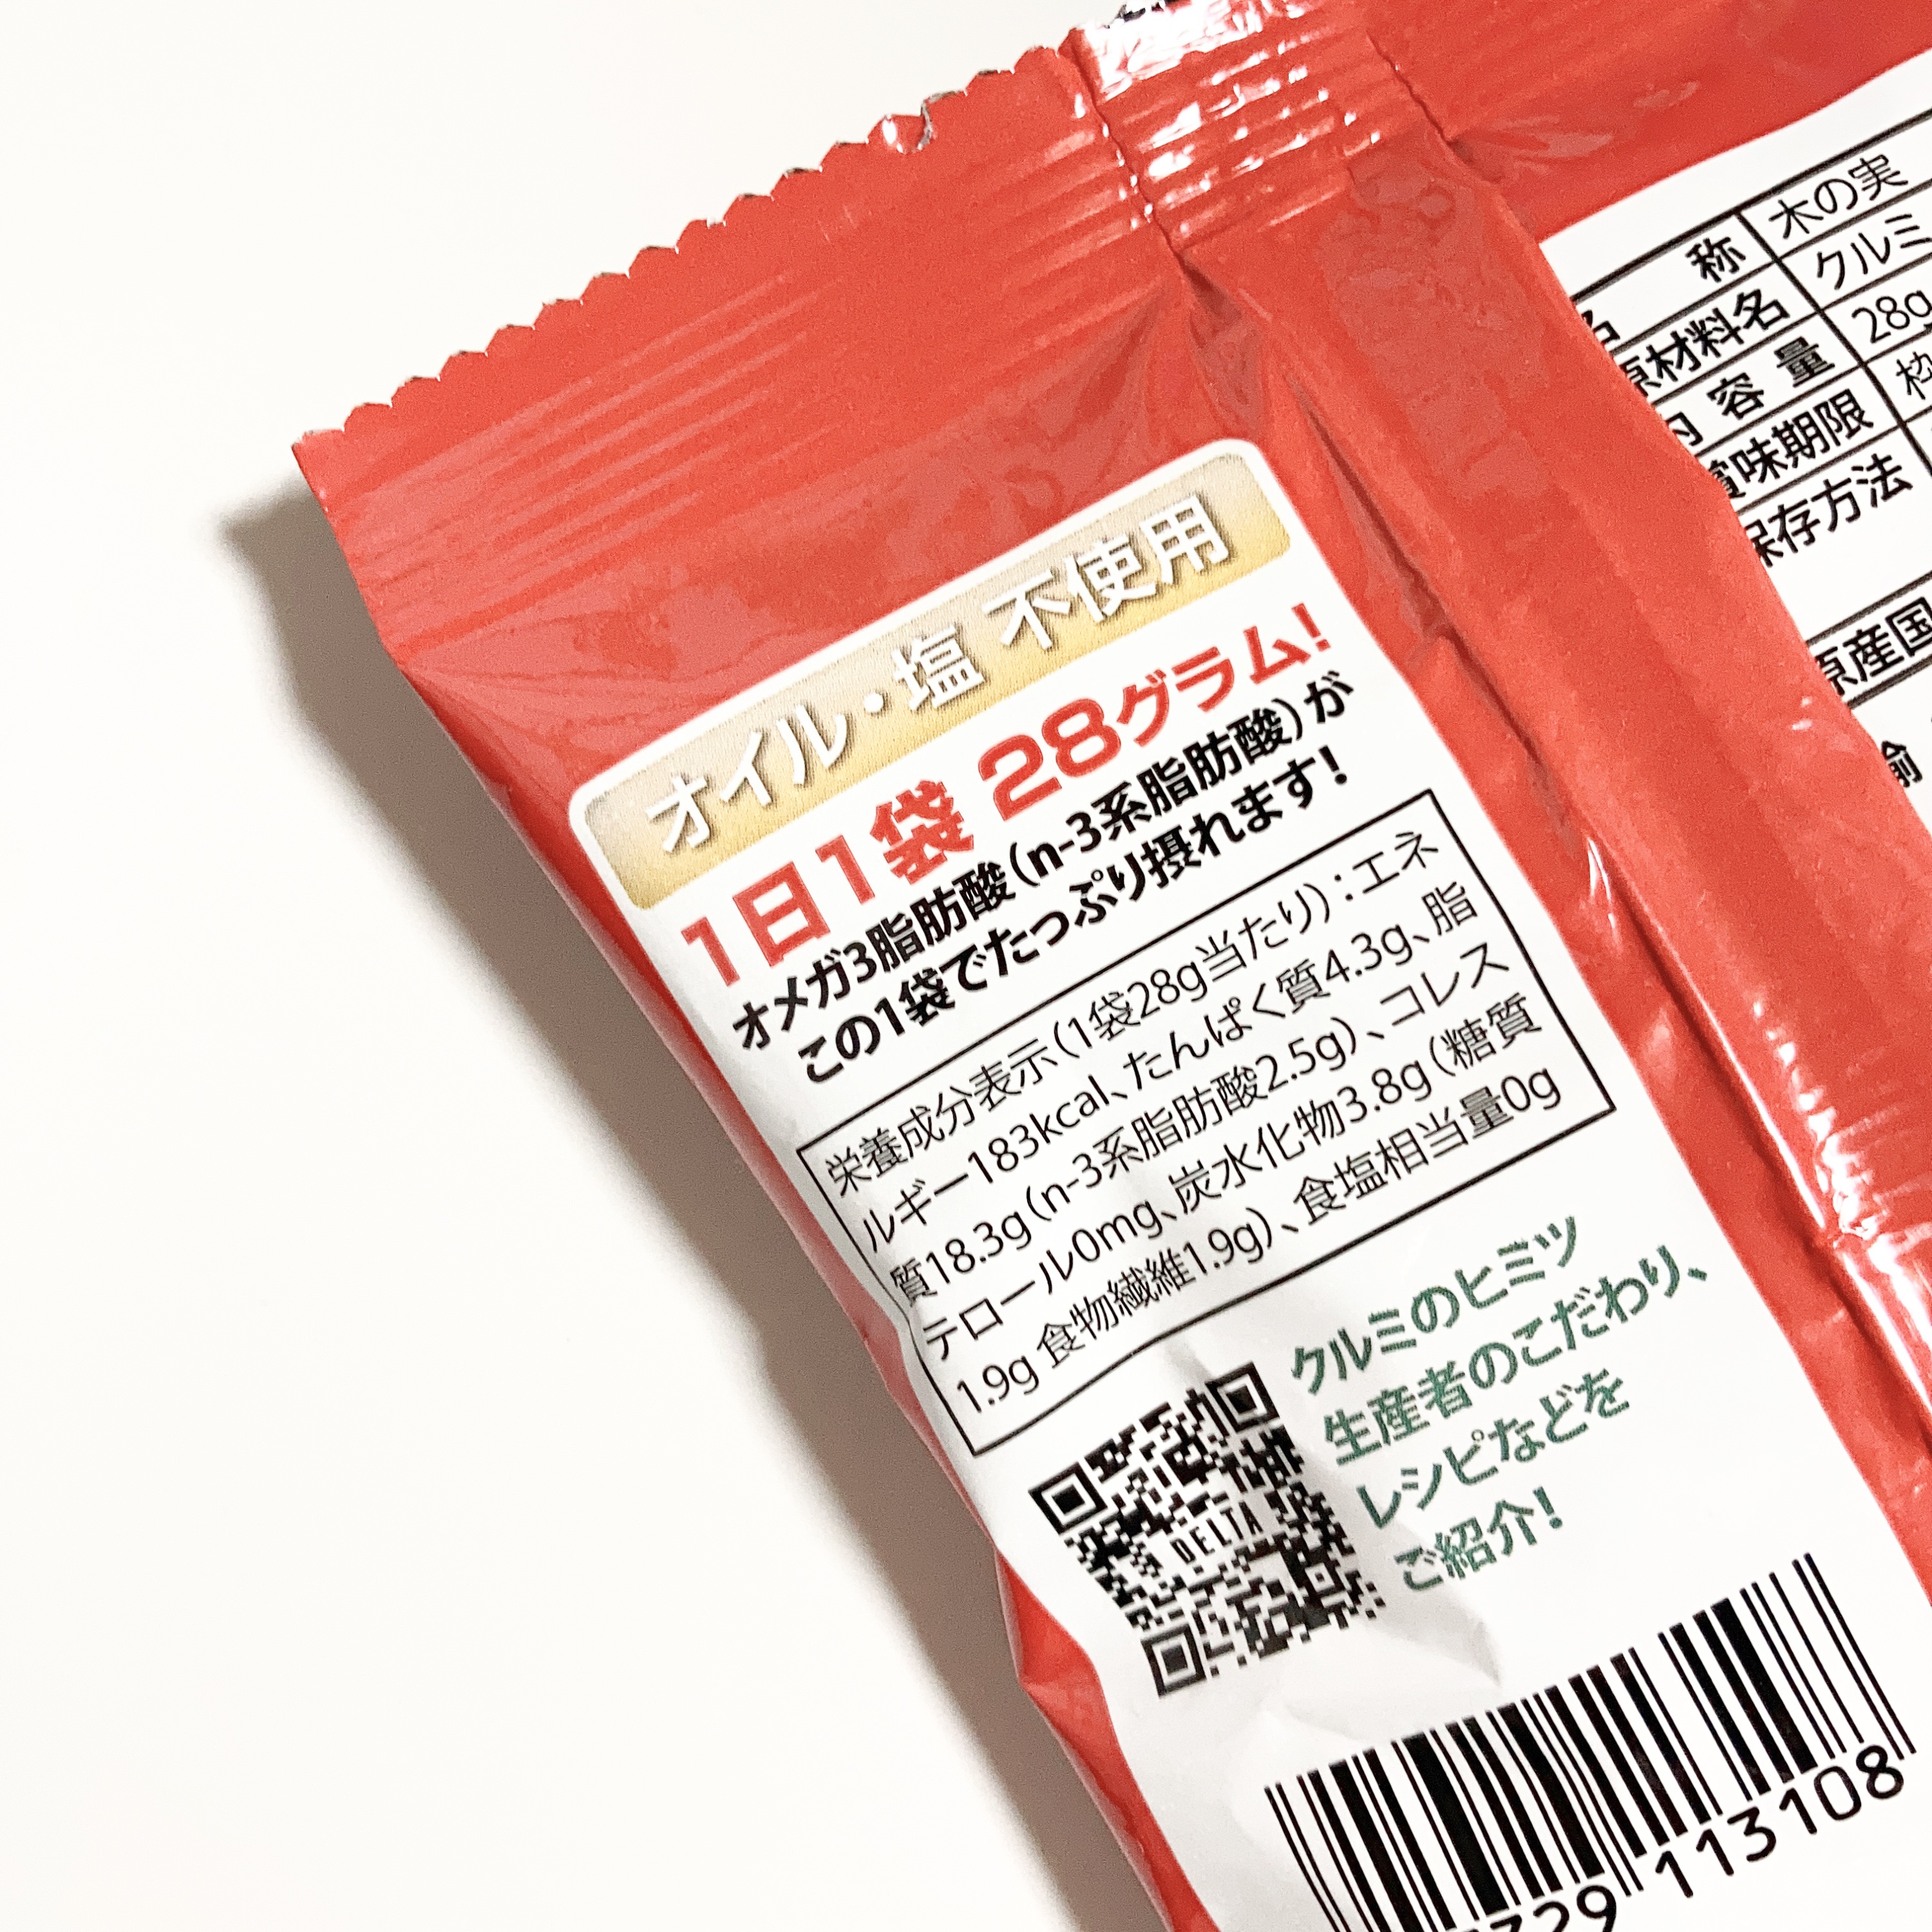 オイル・塩 不使用
1日1袋 28グラム!
オメガ3脂肪酸(n-3系脂肪酸)が
この1袋でたっぷり摂れます!
栄養成分表示(1袋28g当たり):エネ
ルギー183kcal、たんぱく質4.3g、脂
質18.3g(n-3系脂肪酸2.5g)、コレス
テロール0mg、炭水化物3.8g(糖質
1.9g 食物繊維1.9g)、食塩相当量0g
DELTA
クルミのヒミツ
生産者のこだわり、
レシピなどを
ご紹介!
329 113108
名 称 木の実
原材料名 クルミ
内容量 28g
賞味期限 枠
保存方法
原産国
輸